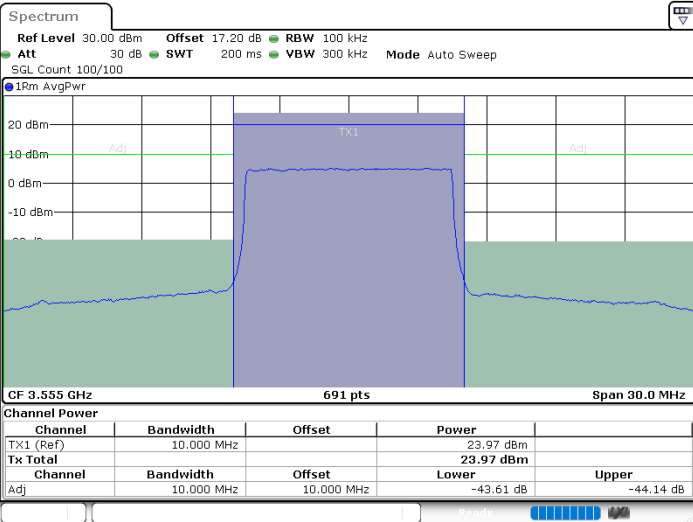 Spectrum
Ref Level 30.00 dBm Offset 17.20 dB RBW 100 kHz
Att 30 dB SWT 200 ms VBW 300 kHz Mode Auto Sweep
SGL Count 100/100
1Rm AvgPwr
20 dBm
TX1
Adj Adj
10 dBm
0 dBm
-10 dBm
CF 3.555 GHz 691 pts Span 30.0 MHz
Channel Power
Channel Bandwidth Offset Power
TX1 (Ref) 10.000 MHz 23.97 dBm
Tx Total 23.97 dBm
Channel Bandwidth Offset Lower Upper
Adj 10.000 MHz 10.000 MHz -43.61 dB -44.14 dB
Ready